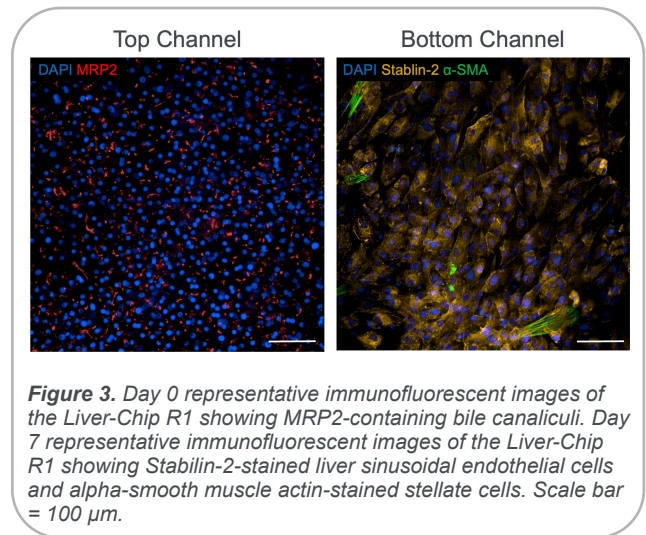 Top Channel
Bottom Channel
DAPI MRP2
DAPI Stablin-2 α-SMA
Figure 3. Day 0 representative immunofluorescent images of
the Liver-Chip R1 showing MRP2-containing bile canaliculi. Day
7 representative immunofluorescent images of the Liver-Chip
R1 showing Stabilin-2-stained liver sinusoidal endothelial cells
and alpha-smooth muscle actin-stained stellate cells. Scale bar
= 100 μm.